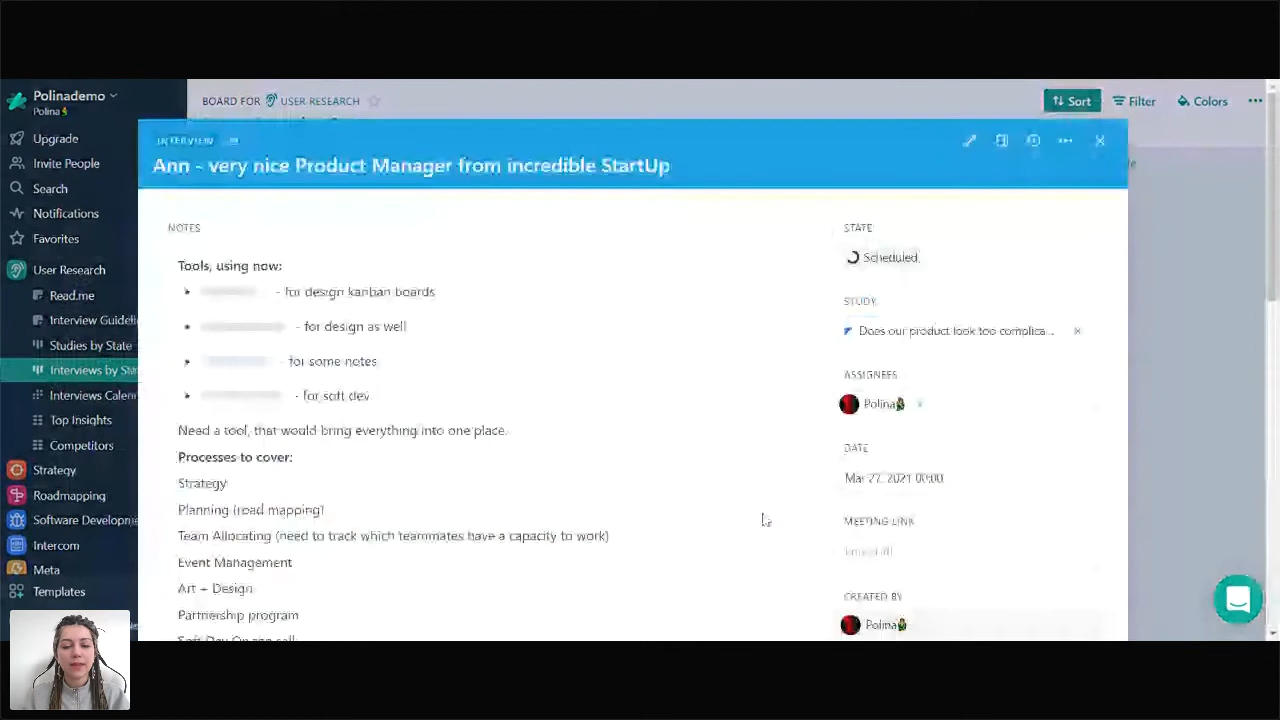 Polinademo
Polina
Upgrade
Invite People
Search
Notifications
Favorites
User Research
Read.me
Interview Guideli
Studies by State
Interviews by Sta
Interviews Calen
Top Insights
Competitors
Strategy
Roadmapping
Software Developme
Intercom
Meta
Templates
BOARD FOR USER RESEARCH
Sort
Filter
Colors
INTERVIEW
Ann - very nice Product Manager from incredible StartUp
NOTES
Tools, using now:
- for design kanban boards
- for design as well
- for some notes
- for soft dev
Need a tool, that would bring everything into one place.
Processes to cover:
Strategy
Planning (road mapping)
Team Allocating (need to track which teammates have a capacity to work)
Event Management
Art + Design
Partnership program
STATE
Scheduled
STUDY
Does our product look too complica...
ASSIGNEES
Polina
DATE
MEETING LINK
CREATED BY
Polina